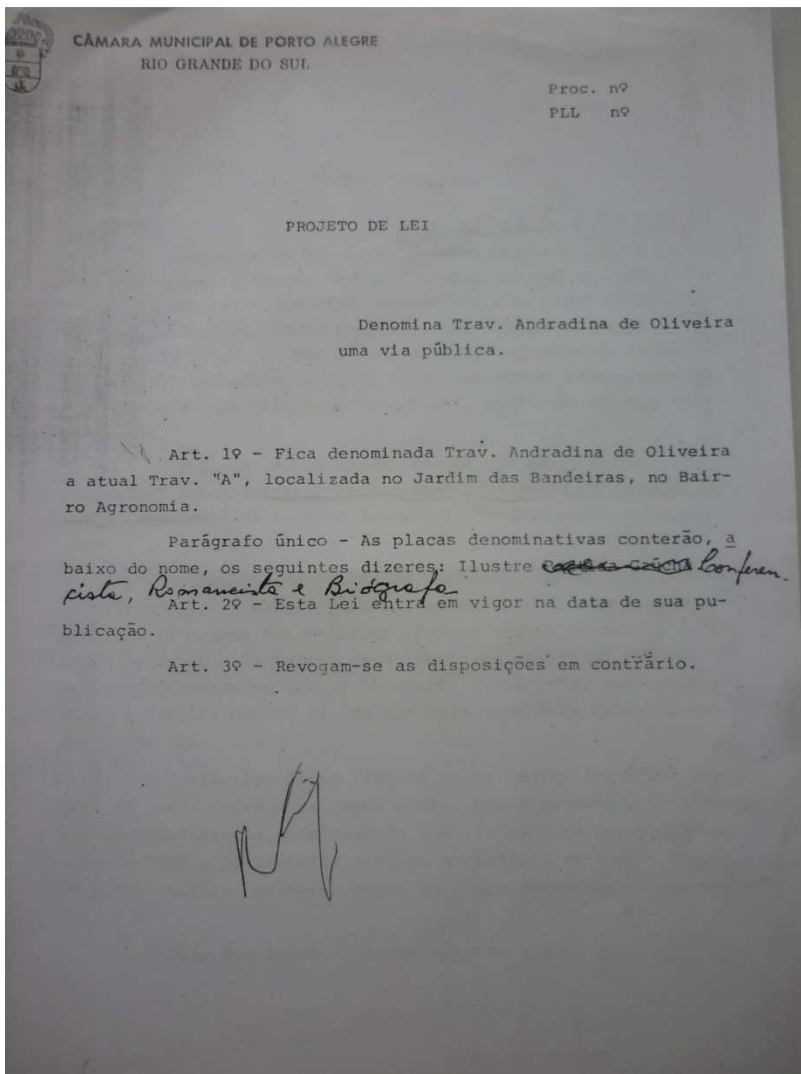 CÂMARA MUNICIPAL DE PORTO ALEGRE
RIO GRANDE DO SUL
Proc. nº
PLL nº
PROJETO DE LEI
Denomina Trav. Andradina de Oliveira
uma via pública.
Art. 1º - Fica denominada Trav. Andradina de Oliveira
a atual Trav. "A", localizada no Jardim das Bandeiras, no Bair-
ro Agronomia.
Parágrafo único - As placas denominativas conterão, a
baixo do nome, os seguintes dizeres: Ilustre Conferen-
cista, Romancista e Biógrafa
Art. 2º - Esta Lei entra em vigor na data de sua pu-
blicação.
Art. 3º - Revogam-se as disposições em contrário.